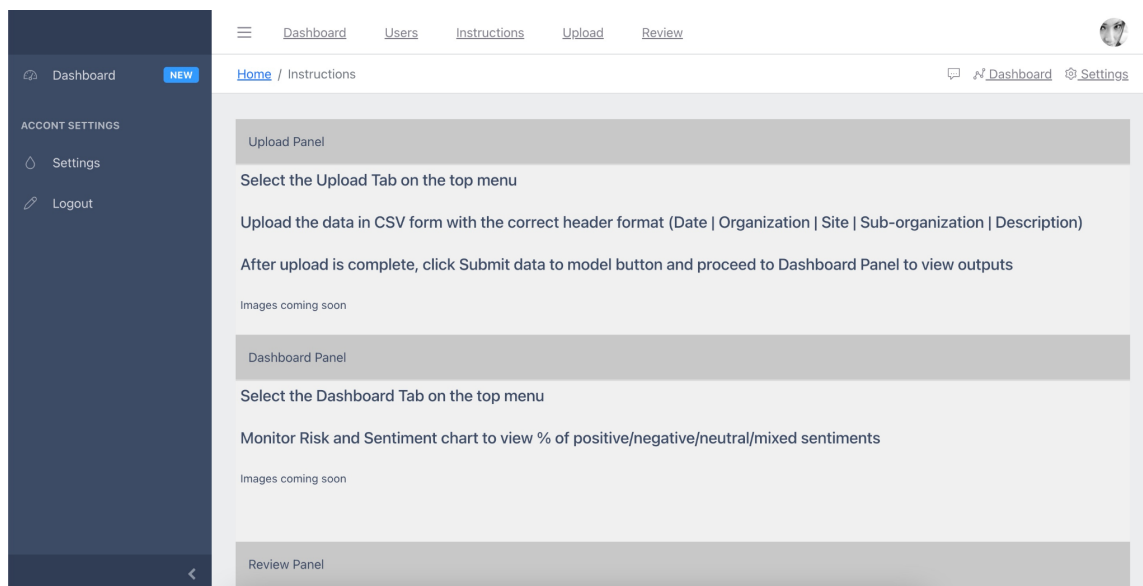 Dashboard Users Instructions Upload Review
Dashboard NEW
Home / Instructions
Dashboard Settings
ACCONT SETTINGS
Settings
Logout
Upload Panel
Select the Upload Tab on the top menu
Upload the data in CSV form with the correct header format (Date | Organization | Site | Sub-organization | Description)
After upload is complete, click Submit data to model button and proceed to Dashboard Panel to view outputs
Images coming soon
Dashboard Panel
Select the Dashboard Tab on the top menu
Monitor Risk and Sentiment chart to view % of positive/negative/neutral/mixed sentiments
Images coming soon
Review Panel